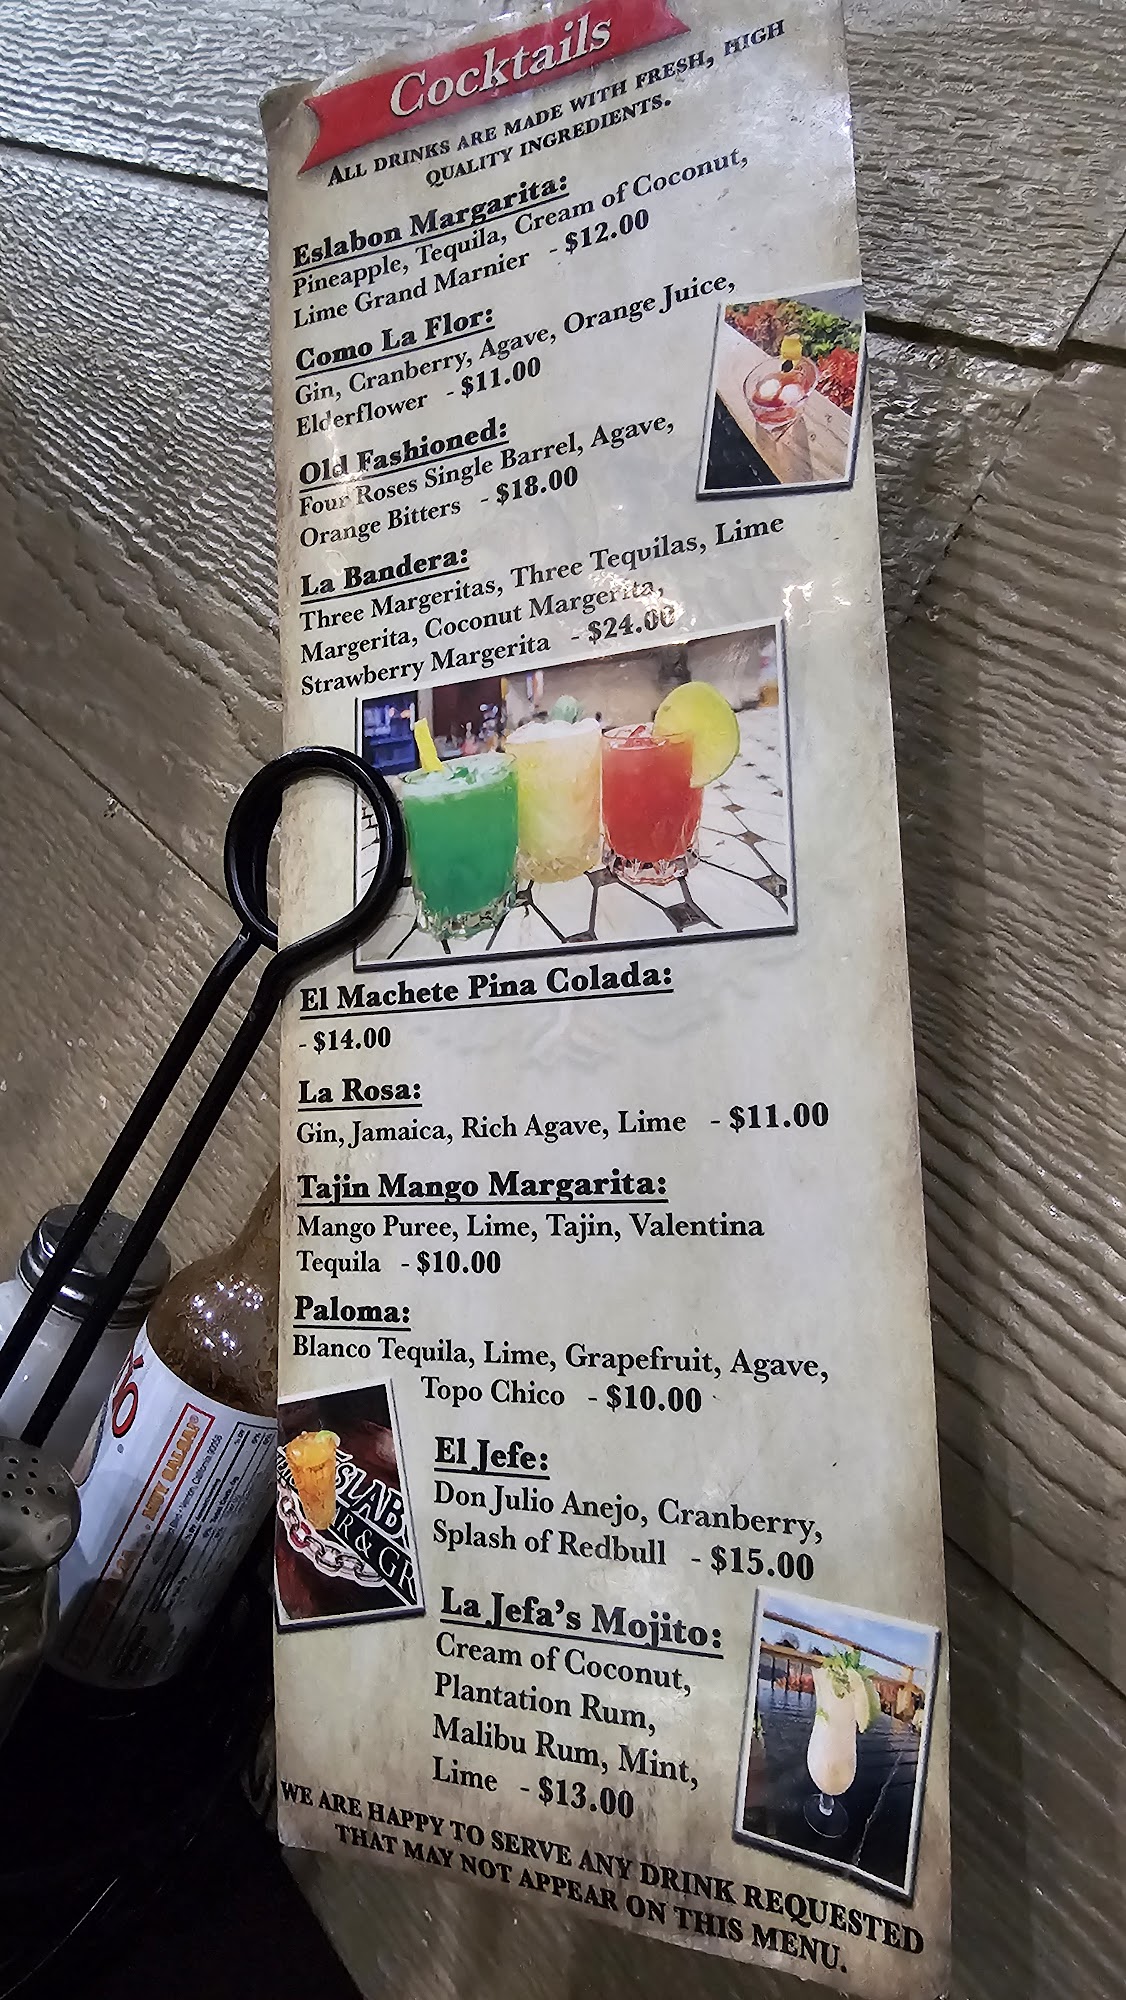 Cocktails
ALL DRINKS ARE MADE WITH FRESH, HIGH
QUALITY INGREDIENTS.
Eslabon Margarita:
Pineapple, Tequila, Cream of Coconut,
Lime Grand Marnier - $12.00
Como La Flor:
Gin, Cranberry, Agave, Orange Juice,
Elderflower - $11.00
Old Fashioned:
Four Roses Single Barrel, Agave,
Orange Bitters - $18.00
La Bandera:
Three Margeritas, Three Tequilas, Lime
Margerita, Coconut Margerita,
Strawberry Margerita - $24.00
El Machete Pina Colada:
- $14.00
La Rosa:
Gin, Jamaica, Rich Agave, Lime - $11.00
Tajin Mango Margarita:
Mango Puree, Lime, Tajin, Valentina
Tequila - $10.00
Paloma:
Blanco Tequila, Lime, Grapefruit, Agave,
Topo Chico - $10.00
SLAB
R & GR
El Jefe:
Don Julio Anejo, Cranberry,
Splash of Redbull - $15.00
La Jefa's Mojito:
Cream of Coconut,
Plantation Rum,
Malibu Rum, Mint,
Lime - $13.00
WE ARE HAPPY TO SERVE ANY DRINK REQUESTED
THAT MAY NOT APPEAR ON THIS MENU.